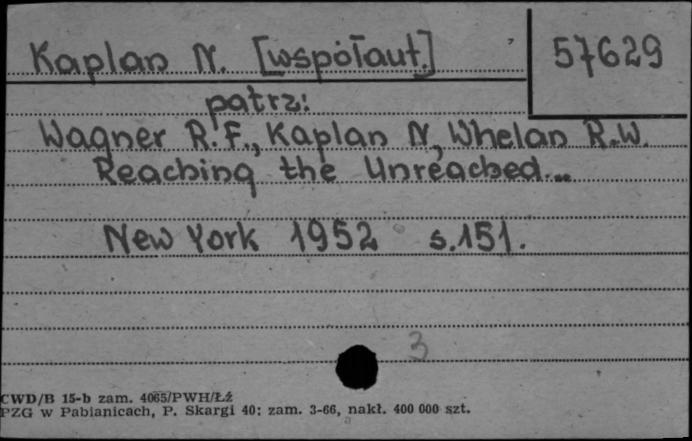 Kaplan N. [współaut.] 57629
patrz:
Wagner R.F., Kaplan N, Whelan R.W.
Reaching the Unreached...
New York 1952 s.151.
3
CWD/B 15-b zam. 4065/PWH/Łż
PZG w Pabianicach, P. Skargi 40; zam. 3-66, nakł. 400 000 szt.